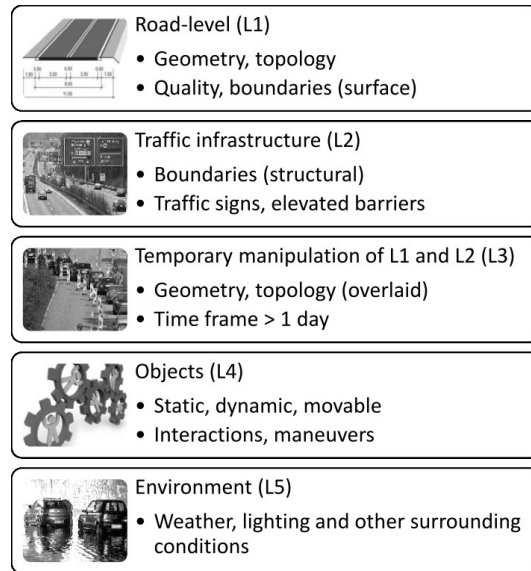 Road-level (L1)
• Geometry, topology
• Quality, boundaries (surface)
Traffic infrastructure (L2)
• Boundaries (structural)
• Traffic signs, elevated barriers
Temporary manipulation of L1 and L2 (L3)
• Geometry, topology (overlaid)
• Time frame > 1 day
Objects (L4)
• Static, dynamic, movable
• Interactions, maneuvers
Environment (L5)
• Weather, lighting and other surrounding
conditions